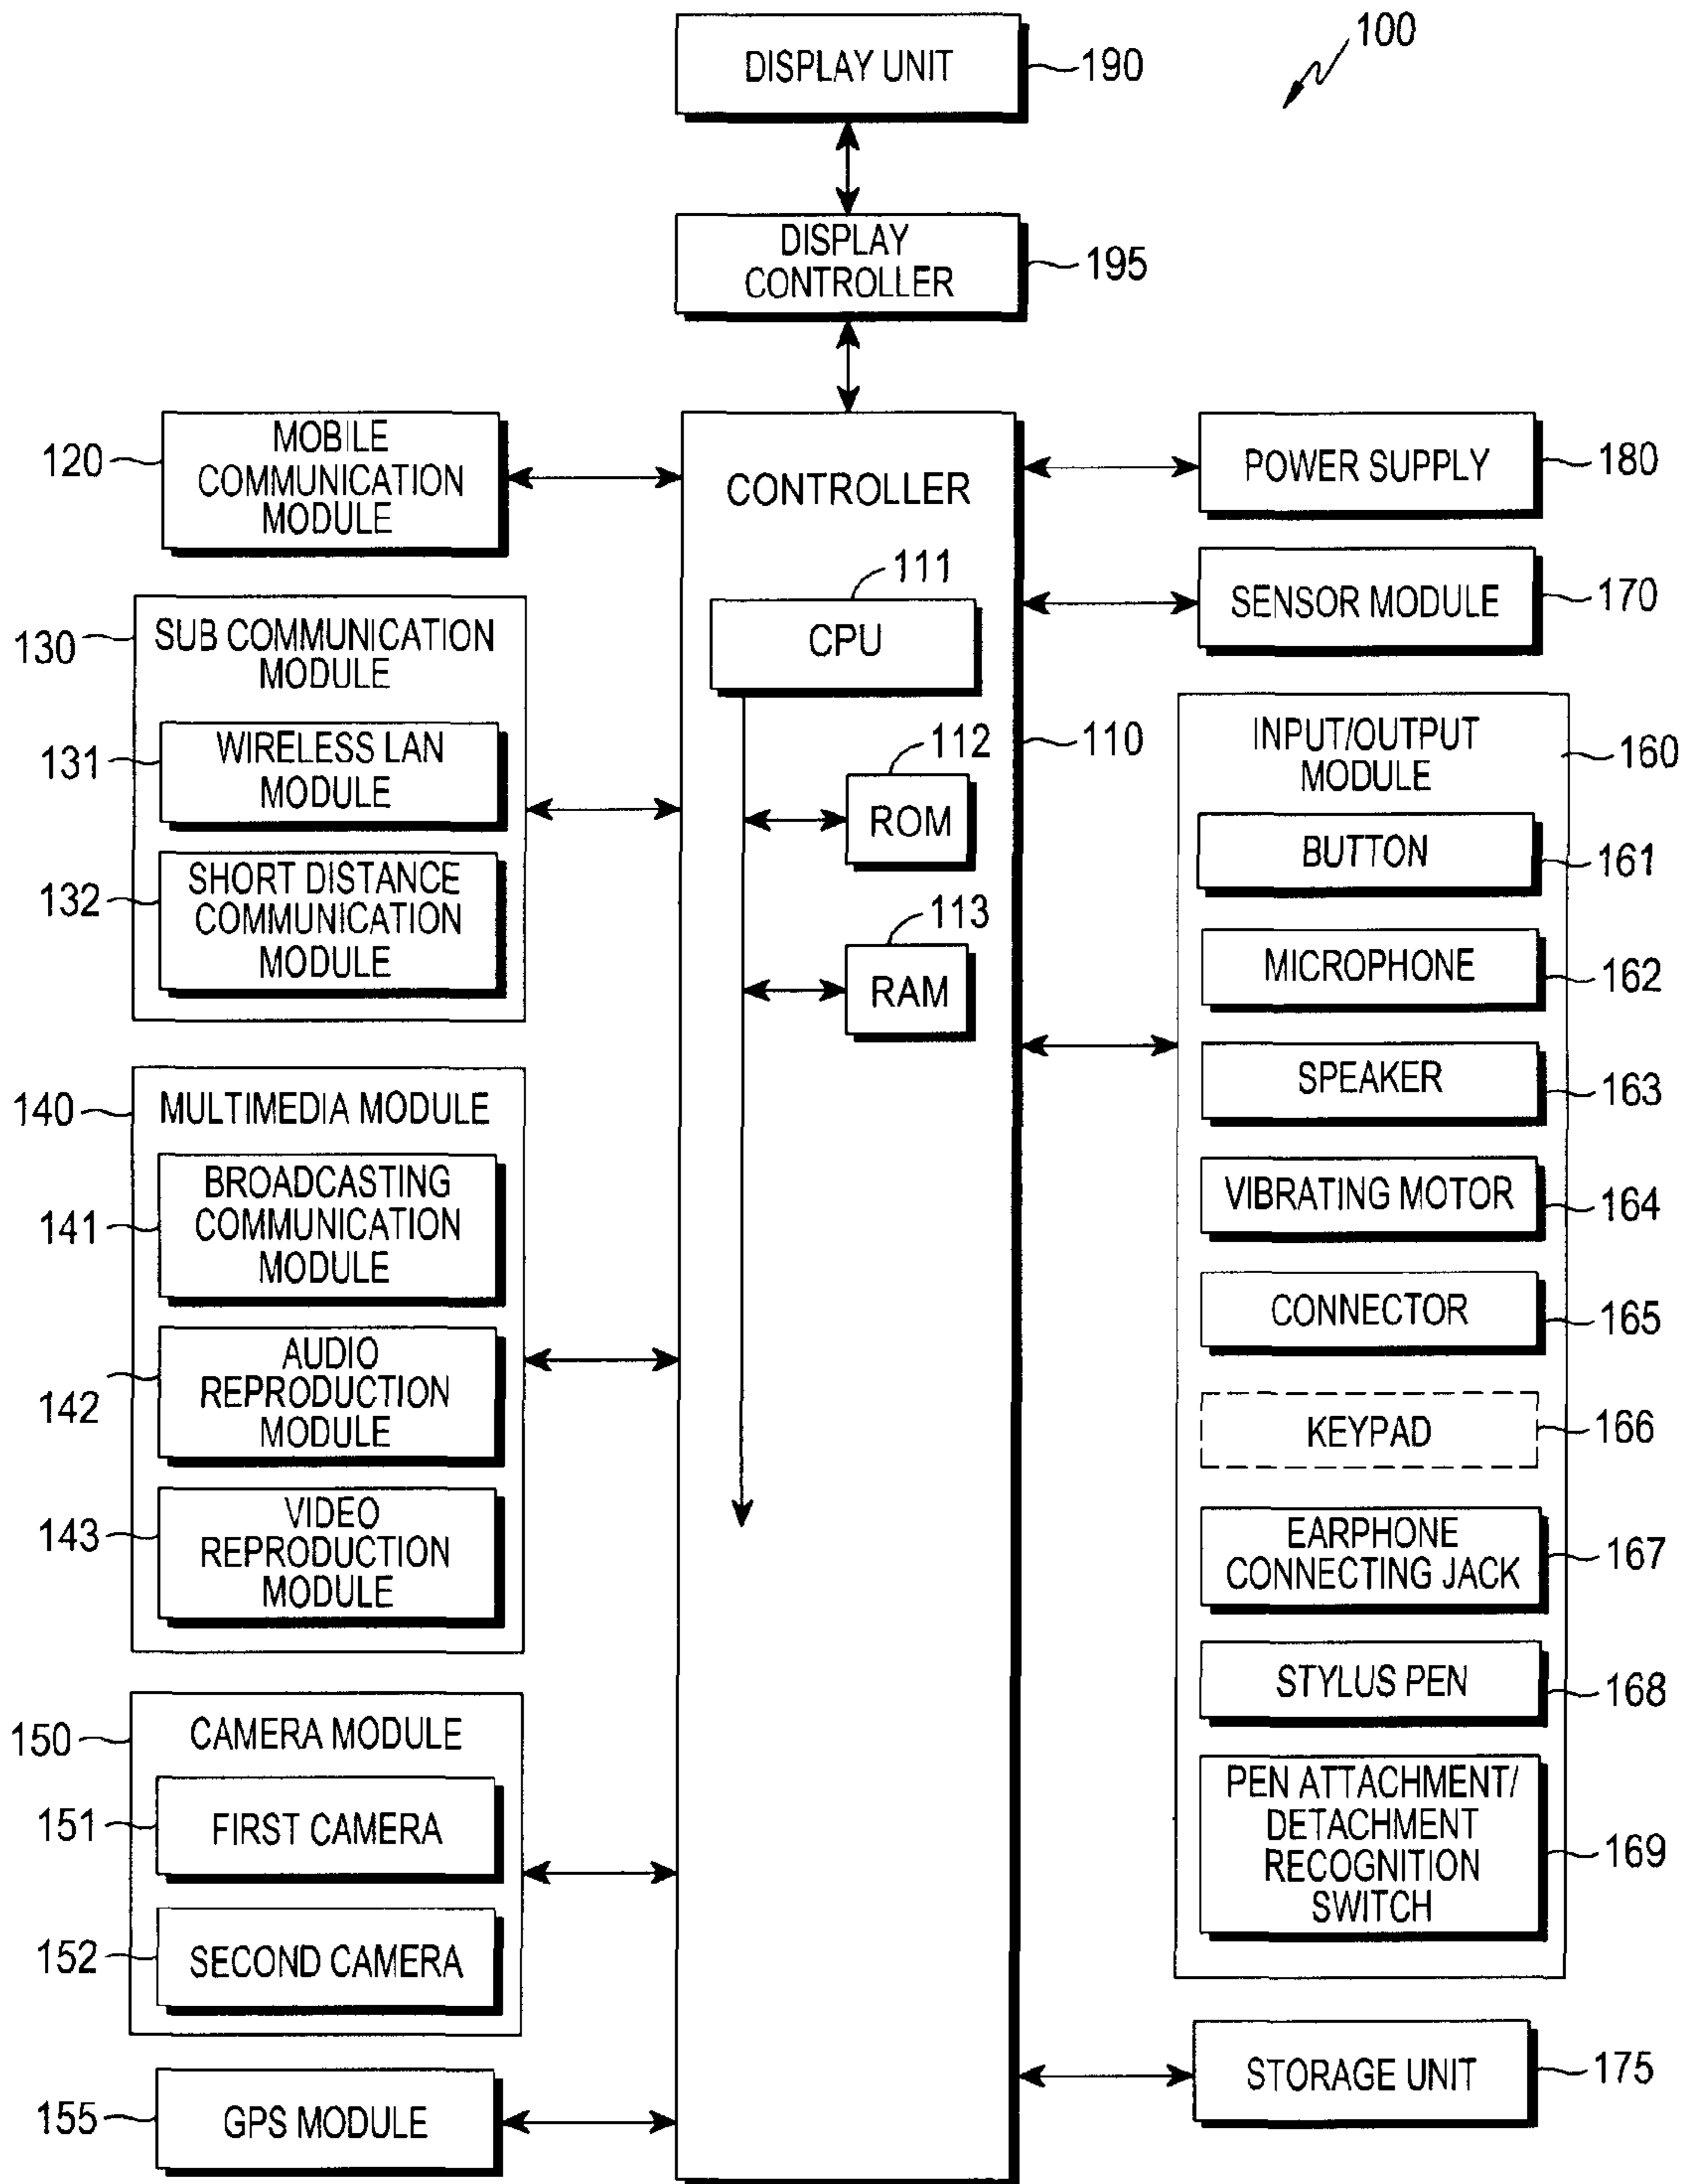 100
DISPLAY UNIT
190
DISPLAY
CONTROLLER
195
120
MOBILE
COMMUNICATION
MODULE
130
SUB COMMUNICATION
MODULE
131
WIRELESS LAN
MODULE
132
SHORT DISTANCE
COMMUNICATION
MODULE
140
MULTIMEDIA MODULE
141
BROADCASTING
COMMUNICATION
MODULE
142
AUDIO
REPRODUCTION
MODULE
143
VIDEO
REPRODUCTION
MODULE
150
CAMERA MODULE
151
FIRST CAMERA
152
SECOND CAMERA
155
GPS MODULE
CONTROLLER
110
111
CPU
112
ROM
113
RAM
POWER SUPPLY
180
SENSOR MODULE
170
INPUT/OUTPUT
MODULE
160
BUTTON
161
MICROPHONE
162
SPEAKER
163
VIBRATING MOTOR
164
CONNECTOR
165
KEYPAD
166
EARPHONE
CONNECTING JACK
167
STYLUS PEN
168
PEN ATTACHMENT/
DETACHMENT
RECOGNITION
SWITCH
169
STORAGE UNIT
175